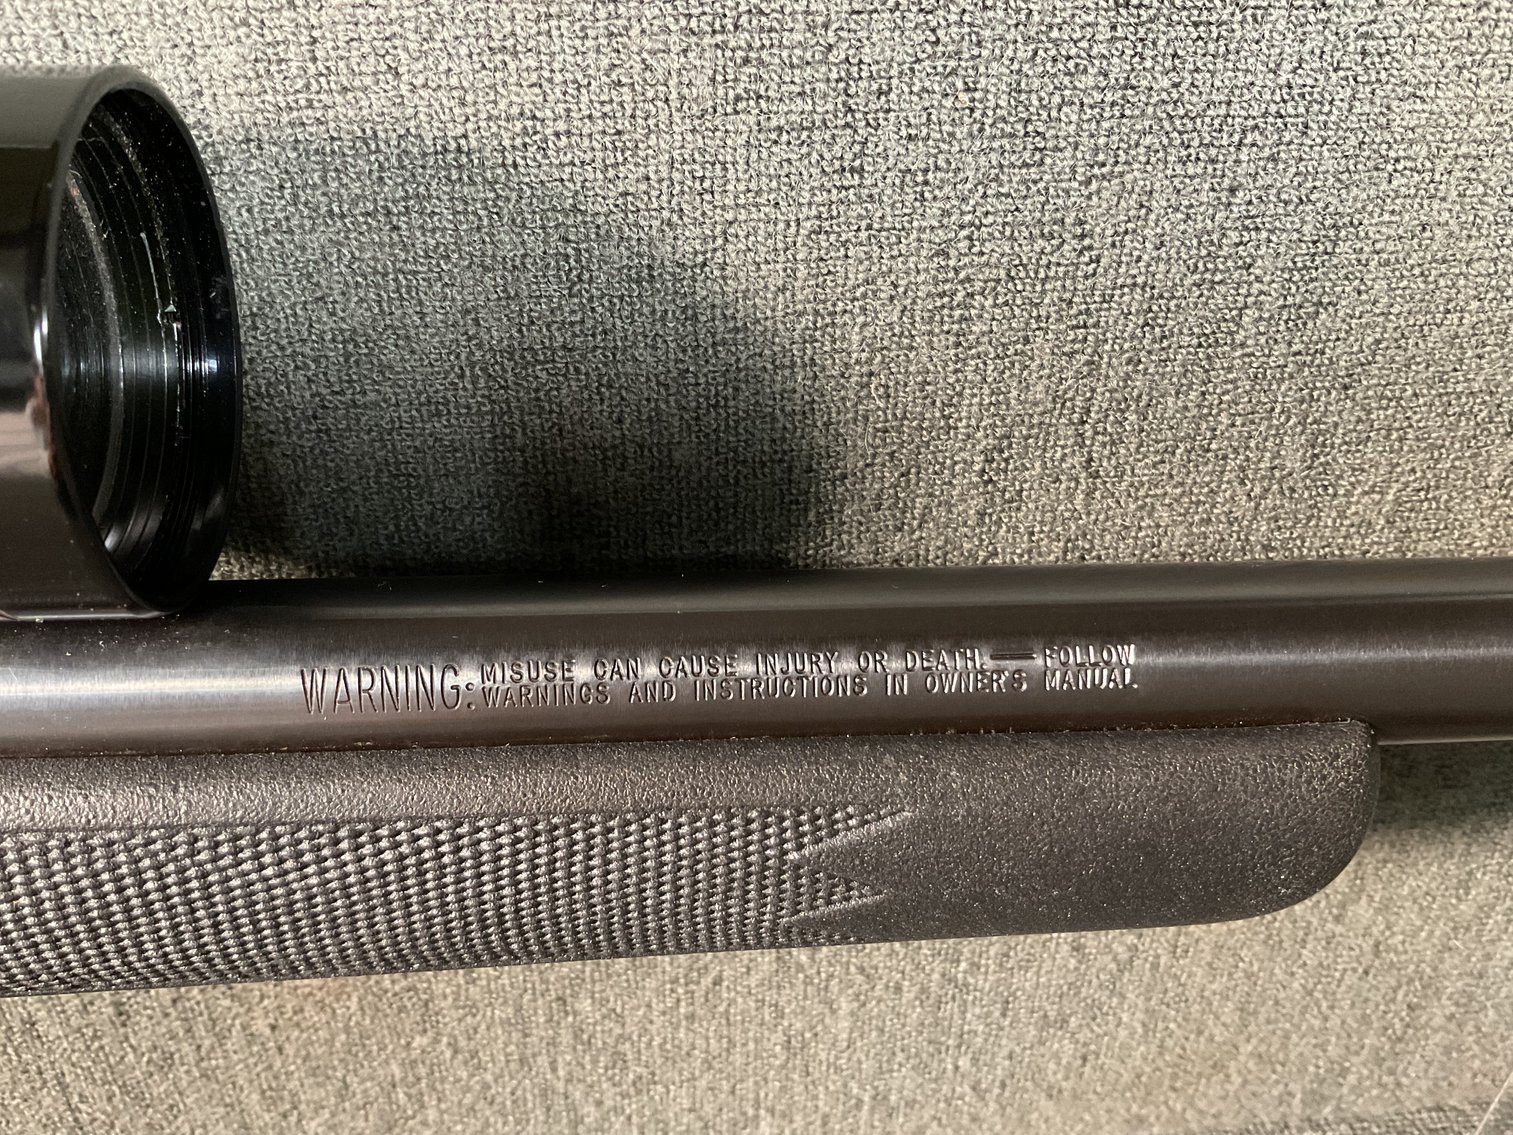 WARNING: MISUSE CAN CAUSE INJURY OR DEATH. — FOLLOW
WARNINGS AND INSTRUCTIONS IN OWNER'S MANUAL.